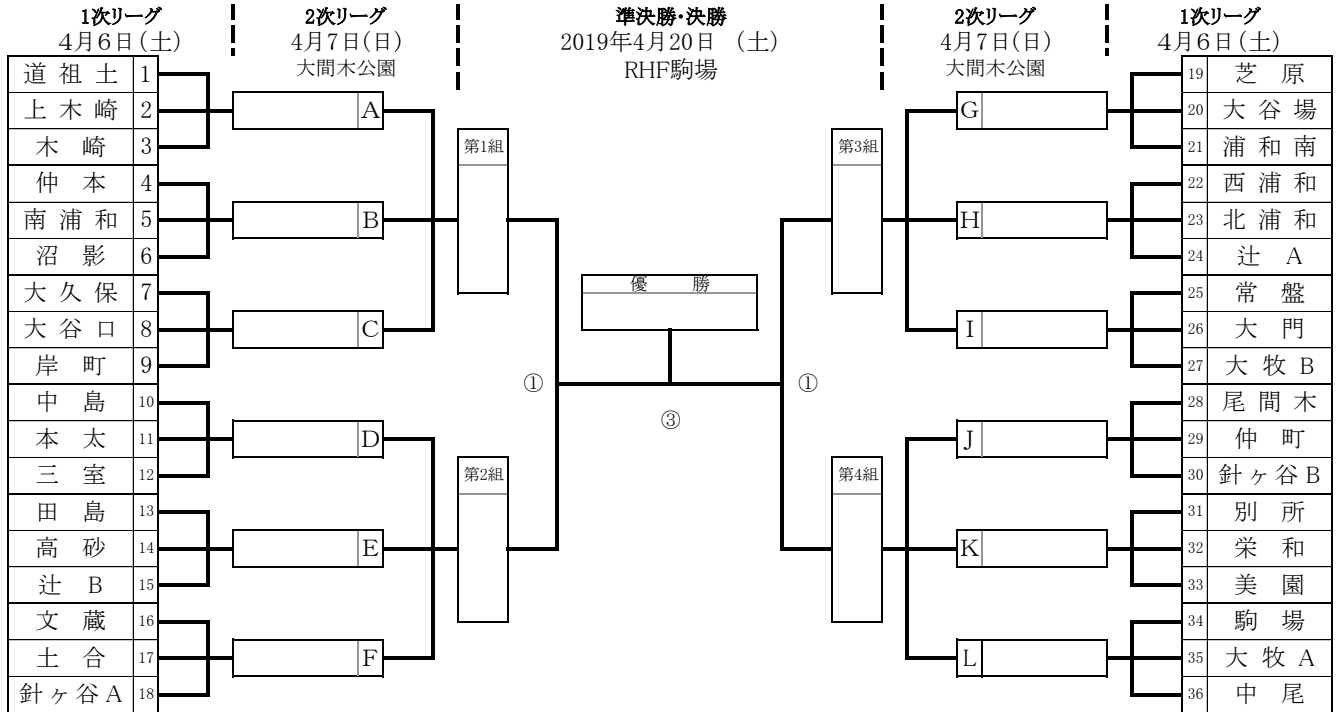 1次リーグ
4月6日(土)
2次リーグ
4月7日(日)
大間木公園
準決勝・決勝
2019年4月20日 (土)
RHF駒場
2次リーグ
4月7日(日)
大間木公園
1次リーグ
4月6日(土)
道祖土 1
上木崎 2
木崎 3
仲本 4
南浦和 5
沼影 6
大久保 7
大谷口 8
岸町 9
中島 10
本太 11
三室 12
田島 13
高砂 14
辻B 15
文蔵 16
土合 17
針ヶ谷A 18
A
B
C
D
E
F
第1組
第2組
優勝
①
③
①
第3組
第4組
G
H
I
J
K
L
19 芝原
20 大谷場
21 浦和南
22 西浦和
23 北浦和
24 辻A
25 常盤
26 大門
27 大牧B
28 尾間木
29 仲町
30 針ヶ谷B
31 別所
32 栄和
33 美園
34 駒場
35 大牧A
36 中尾